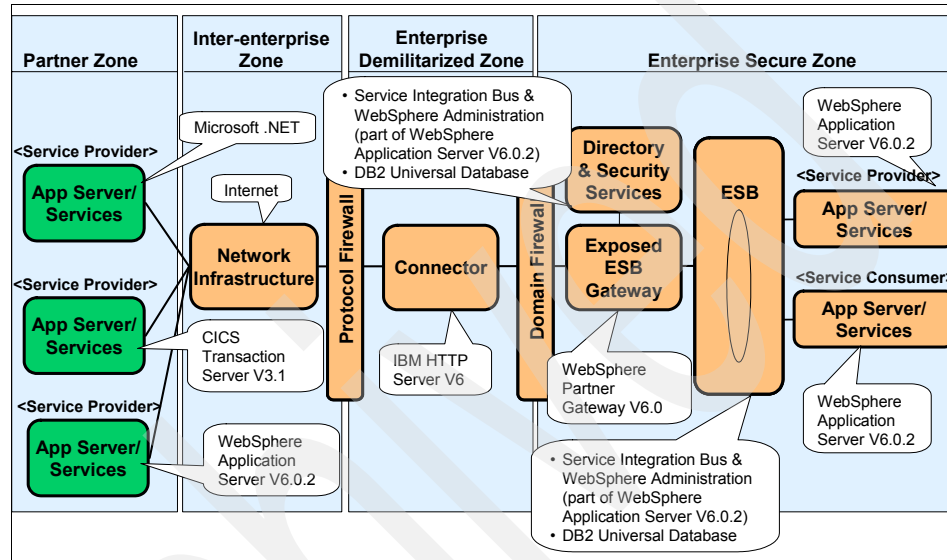 Partner Zone
Inter-enterprise
Zone
Enterprise
Demilitarized Zone
Enterprise Secure Zone
Microsoft .NET
<Service Provider>
App Server/
Services
<Service Provider>
App Server/
Services
CICS
Transaction
Server V3.1
<Service Provider>
App Server/
Services
WebSphere
Application
Server V6.0.2
Internet
Network
Infrastructure
Protocol Firewall
Connector
IBM HTTP
Server V6
Domain Firewall
• Service Integration Bus &
WebSphere Administration
(part of WebSphere
Application Server V6.0.2)
• DB2 Universal Database
Directory
& Security
Services
Exposed
ESB
Gateway
WebSphere
Partner
Gateway V6.0
ESB
• Service Integration Bus &
WebSphere Administration
(part of WebSphere
Application Server V6.0.2)
• DB2 Universal Database
WebSphere
Application
Server V6.0.2
<Service Provider>
App Server/
Services
<Service Consumer>
App Server/
Services
WebSphere
Application
Server V6.0.2